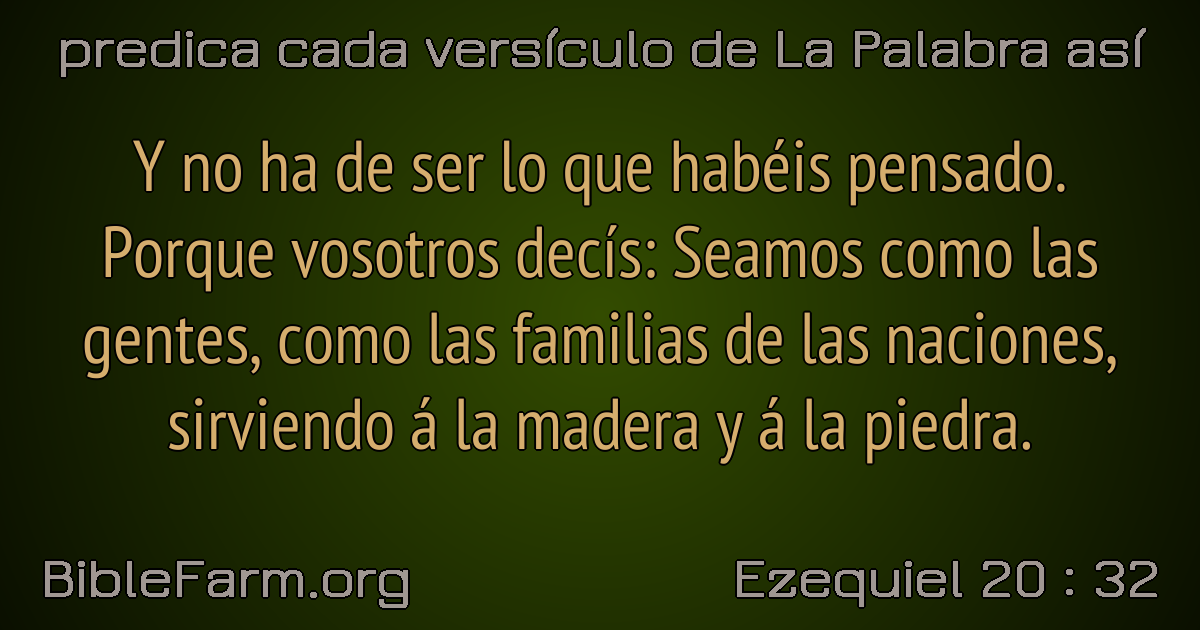 predica cada versículo de La Palabra así
Y no ha de ser lo que habéis pensado.
Porque vosotros decís: Seamos como las
gentes, como las familias de las naciones,
sirviendo á la madera y á la piedra.
BibleFarm.org
Ezequiel 20 : 32